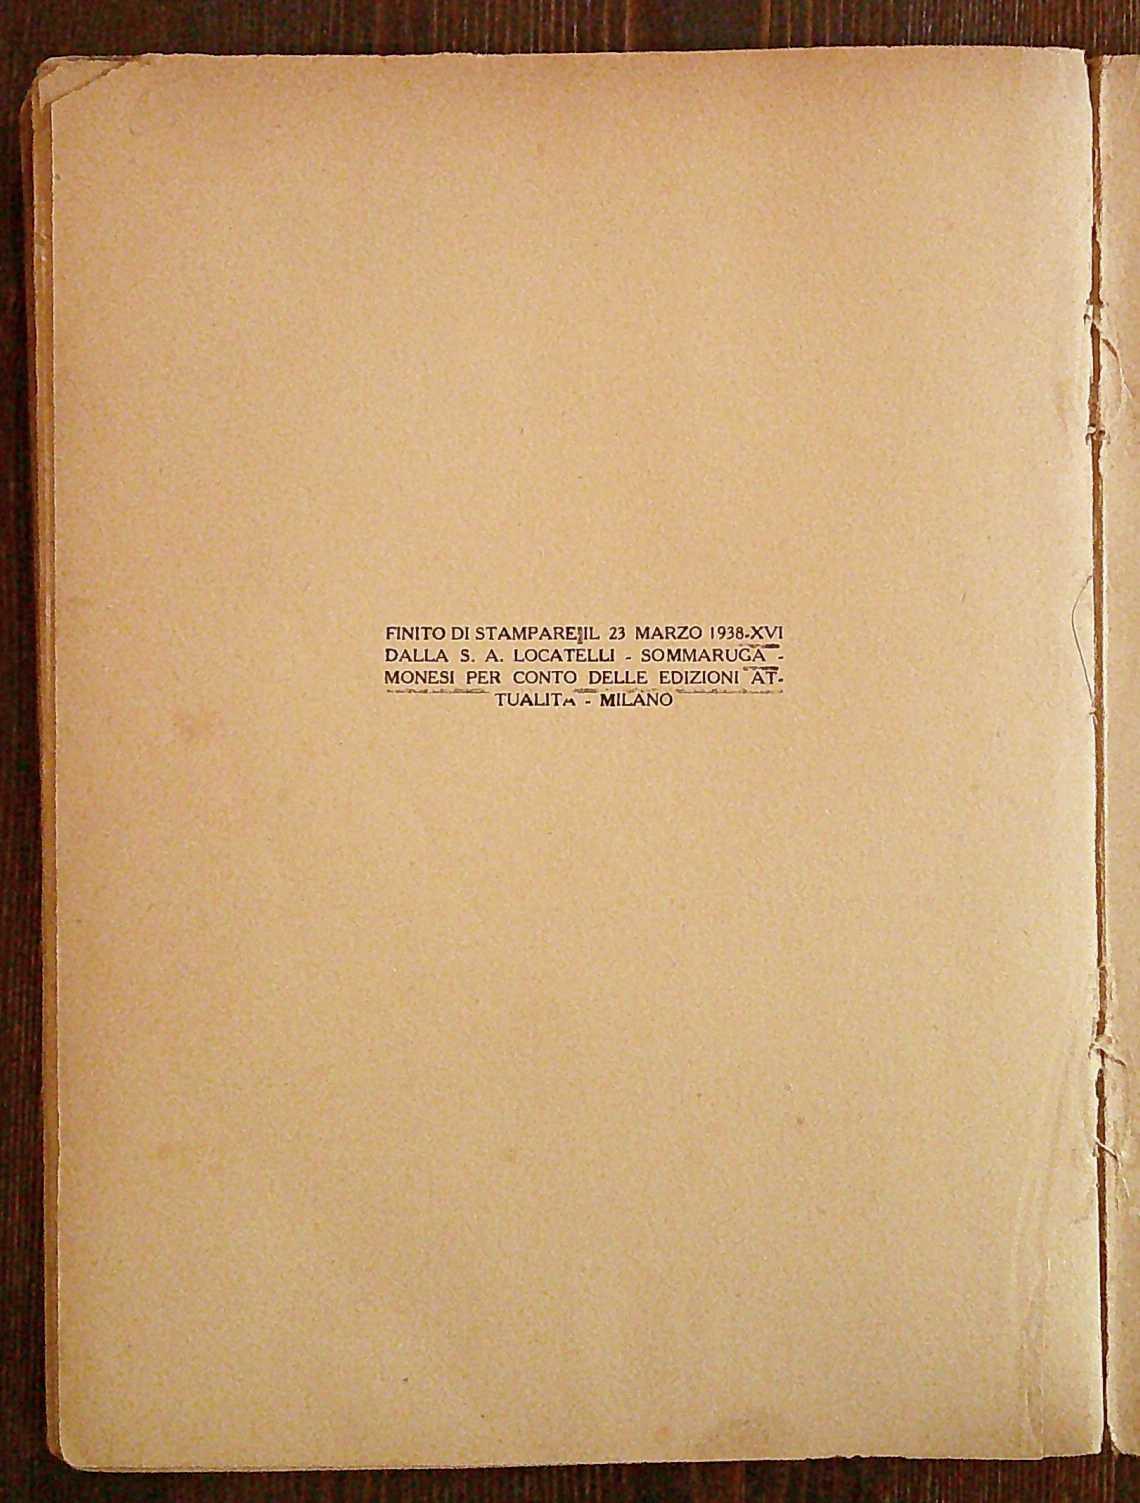 FINITO DI STAMPARE IL 23 MARZO 1938-XVI
DALLA S. A. LOCATELLI - SOMMARUGA -
MONESI PER CONTO DELLE EDIZIONI AT-
TUALITA - MILANO